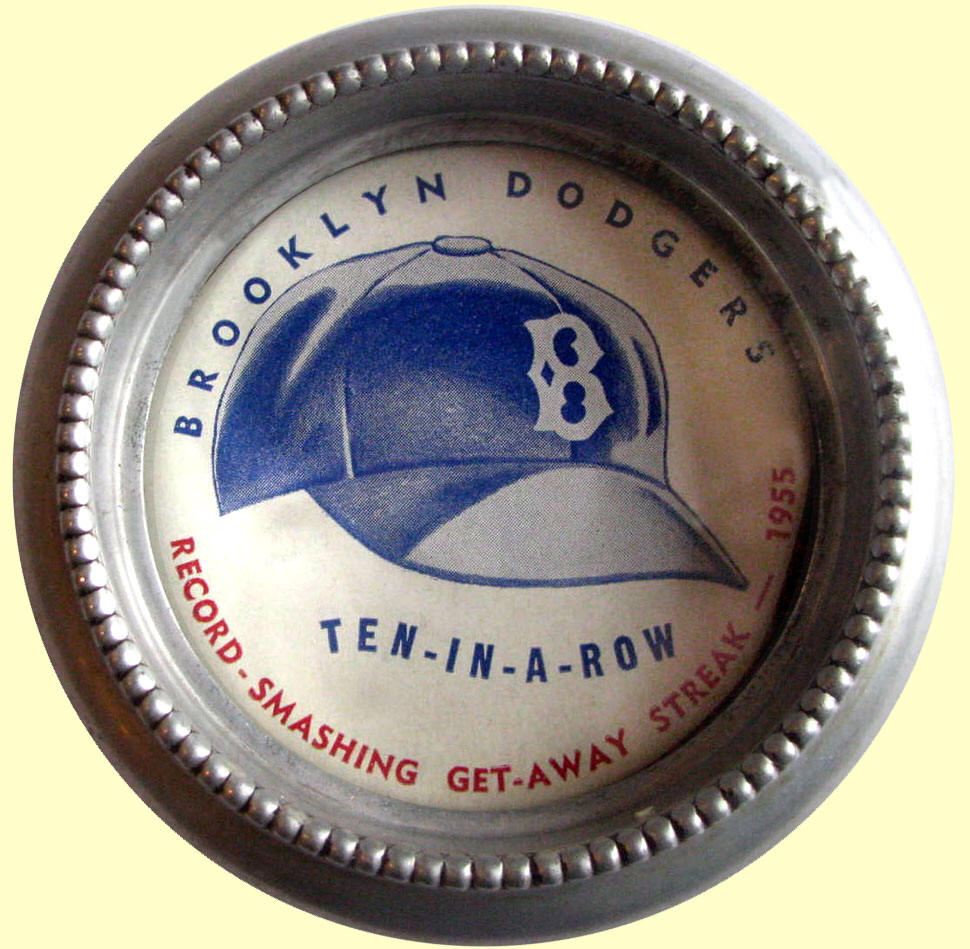 BROOKLYN DODGERS
B
TEN-IN-A-ROW
RECORD-SMASHING GET-AWAY STREAK — 1955